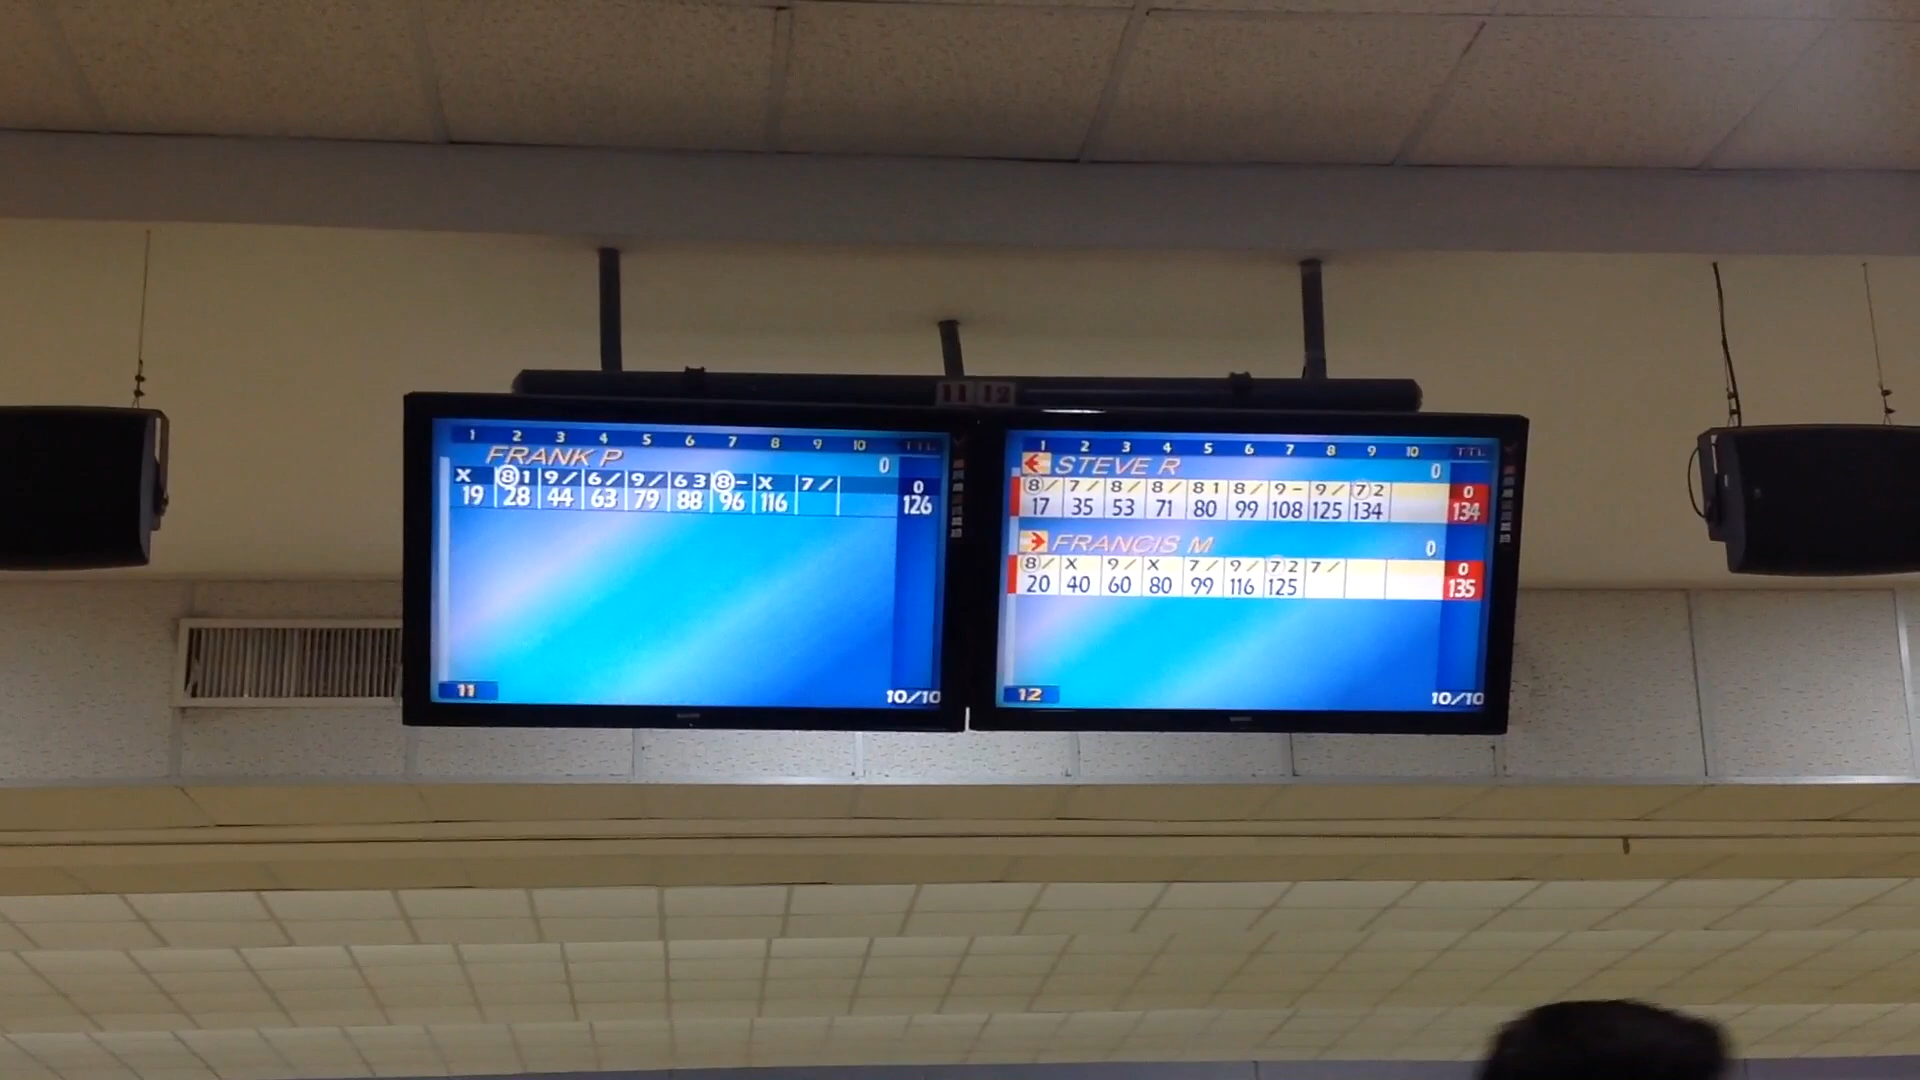 11 12
1 2 3 4 5 6 7 8 9 10 TTL
FRANK P 0
X 8 1 9 / 6 / 9 / 6 3 8 - X 7 / 0
19 28 44 63 79 88 96 116 126
11 10/10
1 2 3 4 5 6 7 8 9 10 TTL
STEVE R 0
8 / 7 / 8 / 8 / 8 1 8 / 9 - 9 / 7 2 0
17 35 53 71 80 99 108 125 134 134
FRANCIS M 0
8 / X 9 / X 7 / 9 / 7 2 7 / 0
20 40 60 80 99 116 125 135
12 10/10